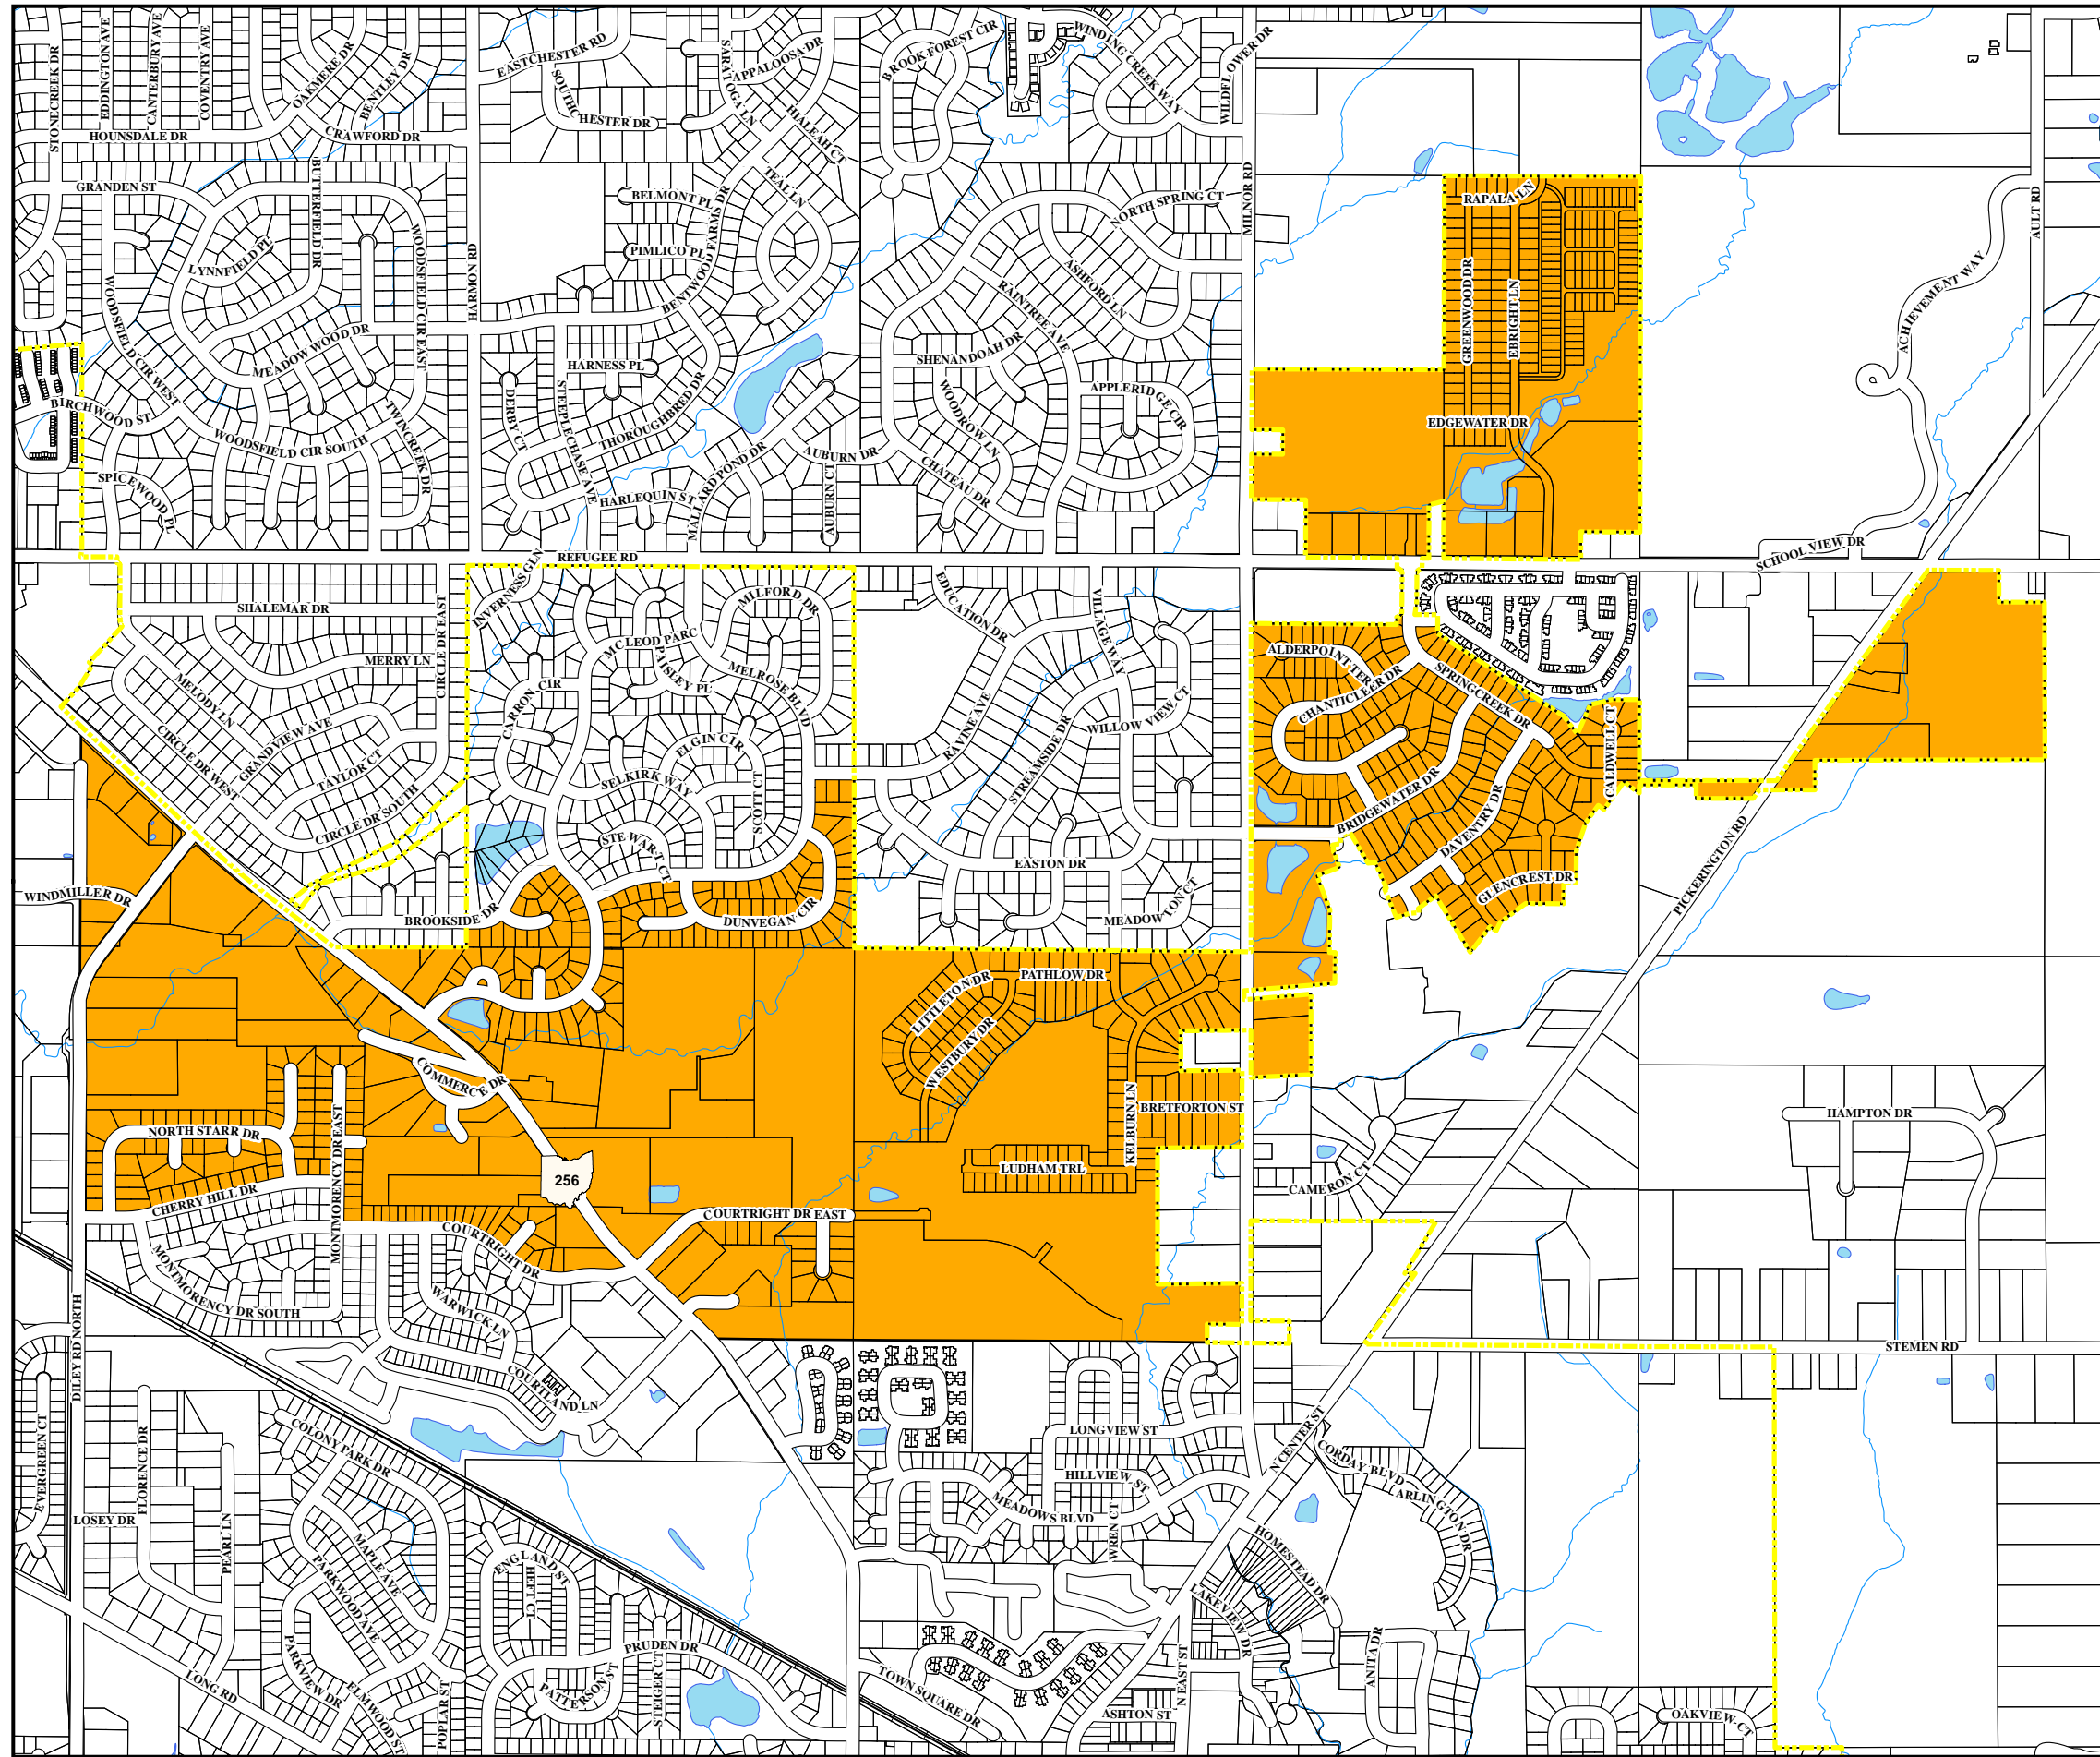 STONECREEK DR
EDDINGTON AVE
CANTERBURY AVE
COVENTRY AVE
OAKMERE DR
BENTLEY DR
EASTCHESTER RD
SARATOGA LN
APPALOOSA DR
BROOK FOREST CIR
WINDING CREEK WAY
WILDFLOWER DR
HOUNSDALE DR
CRAWFORD DR
SOUTHCHESTER DR
HIALEAH CT
GRANDEN ST
BUTTERFIELD DR
BELMONT PL
TEAL LN
NORTH SPRING CT
MILNOR RD
RAPALA LN
AULT RD
LYNNFIELD PL
WOODSFIELD CIR EAST
HARMON RD
PIMLICO PL
BENTWOOD FARMS DR
ASHFORD LN
RAINTREE AVE
GREENWOOD DR
EBRIGHT LN
ACHIEVEMENT WAY
WOODSFIELD CIR WEST
MEADOW WOOD DR
HARNESS PL
SHENANDOAH DR
APPLERIDGE CIR
BIRCHWOOD ST
DERBY CT
STEEPLECHASE AVE
THOROUGHBRED DR
WOODROW LN
EDGEWATER DR
WOODSFIELD CIR SOUTH
TWINCREEK DR
MALLARD POND DR
AUBURN DR
SPICEWOOD PL
HARLEQUIN ST
AUBURN CT
CHATEAU DR
REFUGEE RD
SCHOOL VIEW DR
INVERNESS GLN
SHALEMAR DR
CIRCLE DR EAST
MILFORD DR
EDUCATION DR
VILLAGE WAY
MCLEOD PARC
MERRY LN
PAISLEY PL
MELROSE BLVD
ALDERPOINT TER
CHANTICLEER DR
SPRINGCREEK DR
MELODY LN
CARRON CIR
WILLOW VIEW CT
GRANDVIEW AVE
ELGIN CIR
RAVINE AVE
STREAMSIDE DR
CALDWELL CT
CIRCLE DR WEST
TAYLOR CT
SELKIRK WAY
SCOTT CT
BRIDGEWATER DR
CIRCLE DR SOUTH
STEWART CT
EASTON DR
DAVENTRY DR
PICKERINGTON RD
WINDMILLER DR
BROOKSIDE DR
DUNVEGAN CIR
MEADOWTON CT
GLENCREST DR
LITTLETON DR
PATHLOW DR
WESTBURY DR
COMMERCE DR
KELBURN LN
BRETFORTON ST
HAMPTON DR
NORTH STARR DR
MONTMORENCY DR EAST
256
LUDHAM TRL
CAMERON CT
CHERRY HILL DR
COURTRIGHT DR EAST
COURTRIGHT DR
MONTMORENCY DR SOUTH
WARWICK LN
DILEY RD NORTH
STEMEN RD
COURTLAND LN
EVERGREEN CT
FLORENCE DR
COLONY PARK DR
LONGVIEW ST
N CENTER ST
CORDAY BLVD
HILLVIEW ST
ARLINGTON DR
LOSEY DR
PEARL LN
MEADOWS BLVD
WREN CT
HOMESTEAD DR
MAPLE AVE
PARKWOOD AVE
ENGLAND ST
HEFT CT
LAKEVIEW DR
PARKVIEW DR
PRUDEN DR
STEIGER CT
ANITA DR
LONG RD
ELMWOOD ST
POPLAR ST
PATTERSON ST
TOWN SQUARE DR
N EAST ST
ASHTON ST
OAKVIEW CT